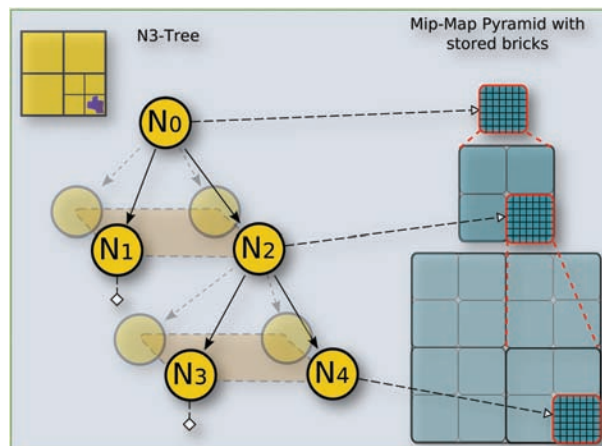 N3-Tree
Mip-Map Pyramid with
stored bricks
N0
N1
N2
N3
N4